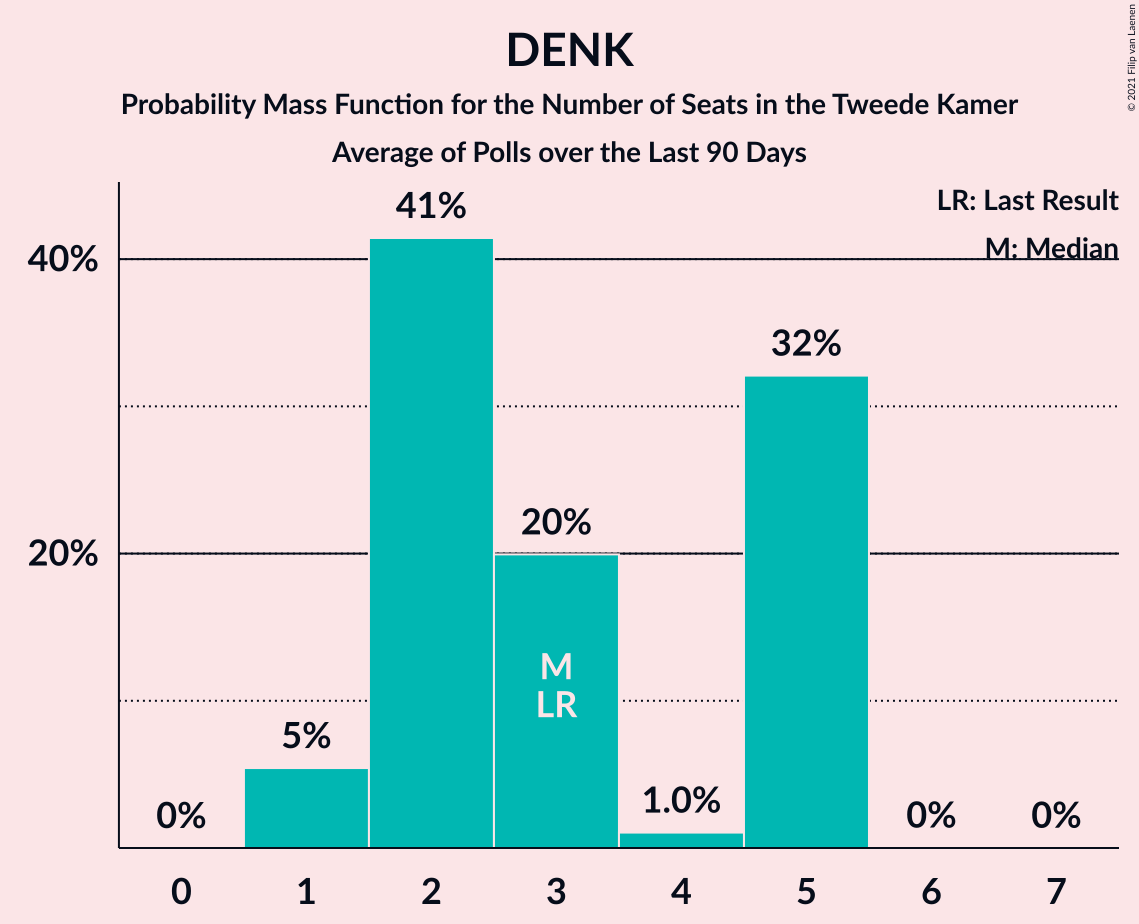 DENK
Probability Mass Function for the Number of Seats in the Tweede Kamer
Average of Polls over the Last 90 Days
© 2021 Filip van Laenen
LR: Last Result
M: Median
40%
20%
0%
5%
41%
20%
1.0%
32%
0%
0%
M
LR
0 1 2 3 4 5 6 7